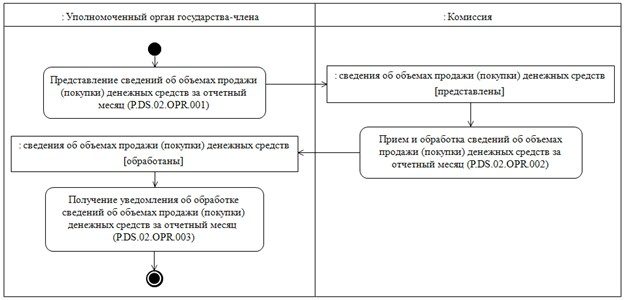 : Уполномоченный орган государства-члена
: Комиссия
Представление сведений об объемах продажи
(покупки) денежных средств за отчетный
месяц (P.DS.02.OPR.001)
: сведения об объемах продажи (покупки) денежных средств
[представлены]
: сведения об объемах продажи (покупки) денежных средств
[обработаны]
Прием и обработка сведений об объемах
продажи (покупки) денежных средств за
отчетный месяц (P.DS.02.OPR.002)
Получение уведомления об обработке
сведений об объемах продажи (покупки)
денежных средств за отчетный месяц
(P.DS.02.OPR.003)